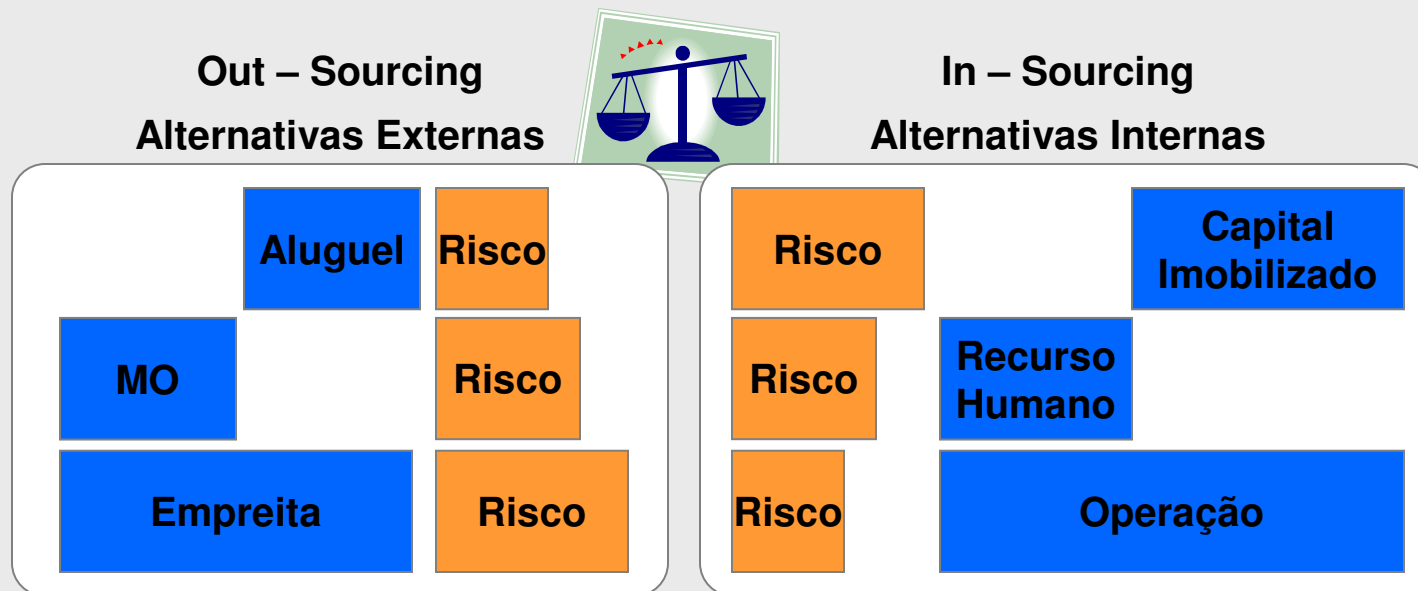 Out – Sourcing
Alternativas Externas
In – Sourcing
Alternativas Internas
Aluguel
Risco
MO
Risco
Empreita
Risco
Risco
Capital
Imobilizado
Risco
Recurso
Humano
Risco
Operação